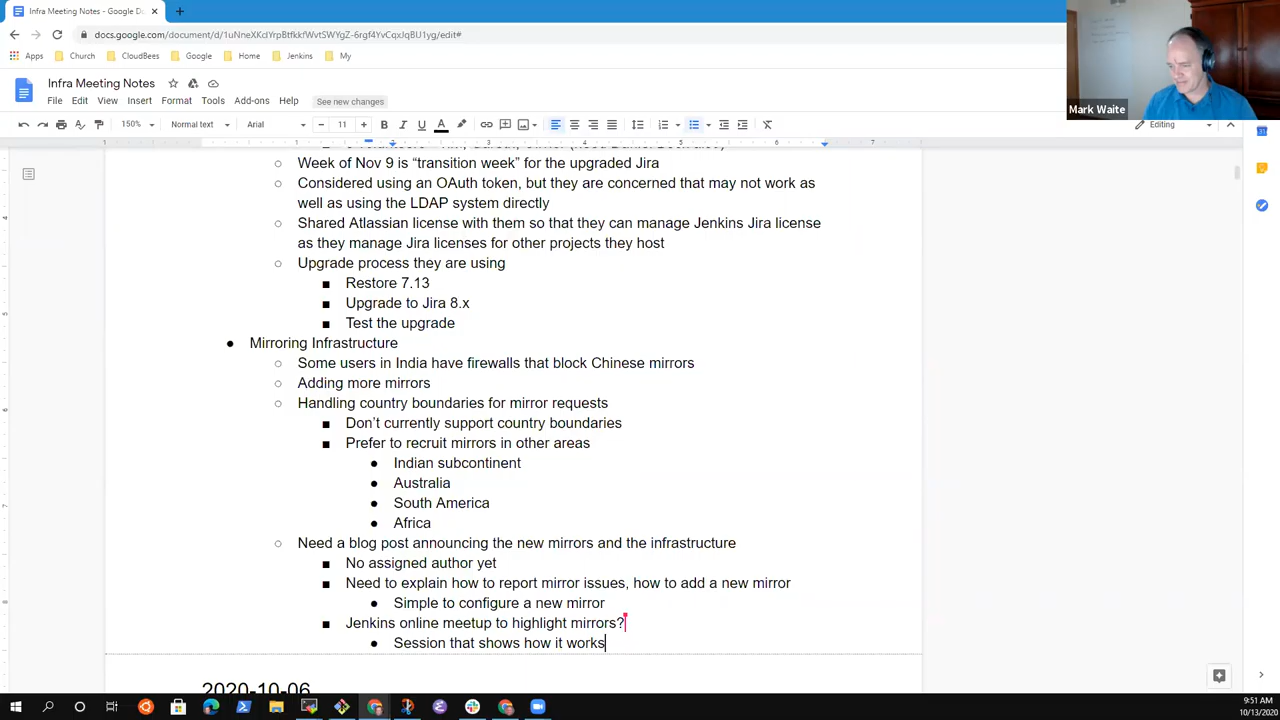 Infra Meeting Notes - Google D
docs.google.com/document/d/
Apps Church CloudBees Google Home Jenkins My
Infra Meeting Notes
File Edit View Insert Format Tools Add-ons Help See new changes
150% Normal text Arial 11 Editing
Mark Waite
1 1 3 4 5 6 7
Week of Nov 9 is “transition week” for the upgraded Jira
Considered using an OAuth token, but they are concerned that may not work as
well as using the LDAP system directly
Shared Atlassian license with them so that they can manage Jenkins Jira license
as they manage Jira licenses for other projects they host
Upgrade process they are using
Restore 7.13
Upgrade to Jira 8.x
Test the upgrade
Mirroring Infrastructure
Some users in India have firewalls that block Chinese mirrors
Adding more mirrors
Handling country boundaries for mirror requests
Don’t currently support country boundaries
Prefer to recruit mirrors in other areas
Indian subcontinent
Australia
South America
Africa
Need a blog post announcing the new mirrors and the infrastructure
No assigned author yet
Need to explain how to report mirror issues, how to add a new mirror
Simple to configure a new mirror
Jenkins online meetup to highlight mirrors?
Session that shows how it works
2020-10-06
9:51 AM
10/13/2020